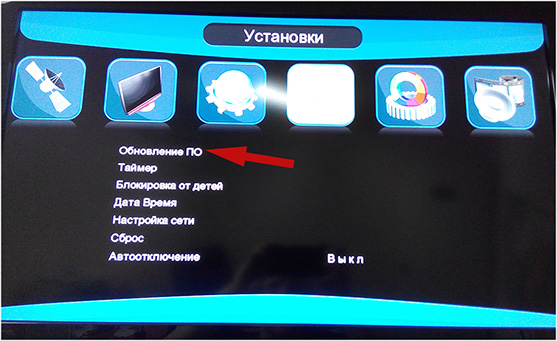 Установки
Обновление ПО
Таймер
Блокировка от детей
Дата Время
Настройка сети
Сброс
Автоотключение Выкл